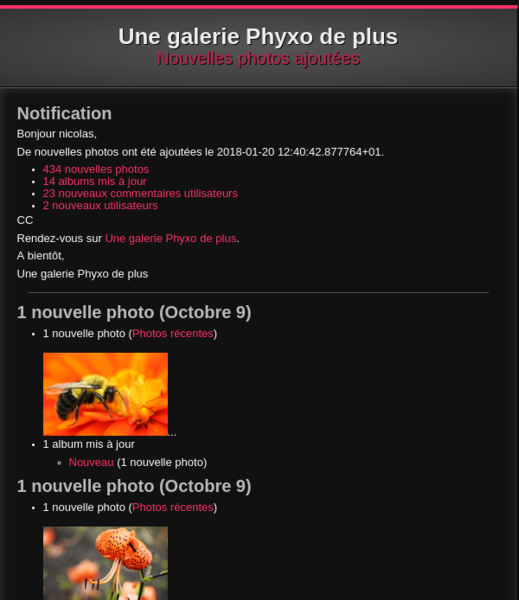 Une galerie Phyxo de plus
Nouvelles photos ajoutées
Notification
Bonjour nicolas,
De nouvelles photos ont été ajoutées le 2018-01-20 12:40:42.877764+01.
434 nouvelles photos
14 albums mis à jour
23 nouveaux commentaires utilisateurs
2 nouveaux utilisateurs
CC
Rendez-vous sur Une galerie Phyxo de plus.
A bientôt,
Une galerie Phyxo de plus
1 nouvelle photo (Octobre 9)
1 nouvelle photo (Photos récentes)
...
1 album mis à jour
Nouveau (1 nouvelle photo)
1 nouvelle photo (Octobre 9)
1 nouvelle photo (Photos récentes)